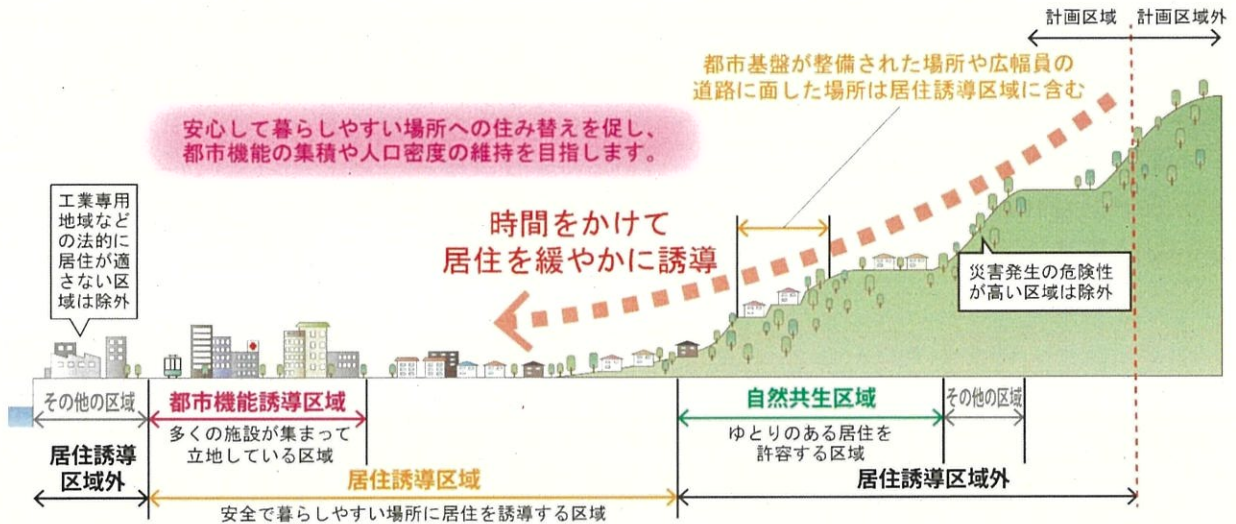 計画区域
計画区域外
都市基盤が整備された場所や広幅員の
道路に面した場所は居住誘導区域に含む
安心して暮らしやすい場所への住み替えを促し、
都市機能の集積や人口密度の維持を目指します。
工業専用
地域など
の法的に
居住が適
さない区
域は除外
時間をかけて
居住を緩やかに誘導
災害発生の危険性
が高い区域は除外
その他の区域
都市機能誘導区域
多くの施設が集まって
立地している区域
自然共生区域
ゆとりのある居住を
許容する区域
その他の区域
居住誘導
区域外
居住誘導区域
安全で暮らしやすい場所に居住を誘導する区域
居住誘導区域外